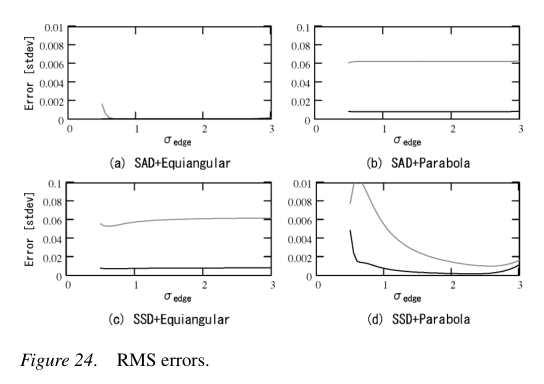 Error [stdev]
0.01
0.008
0.006
0.004
0.002
0
0 1 2 3
σ edge
(a) SAD+Equiangular
0.1
0.08
0.06
0.04
0.02
0
0 1 2 3
σ edge
(b) SAD+Parabola
Error [stdev]
0.1
0.08
0.06
0.04
0.02
0
0 1 2 3
σ edge
(c) SSD+Equiangular
0.01
0.008
0.006
0.004
0.002
0
0 1 2 3
σ edge
(d) SSD+Parabola
Figure 24. RMS errors.